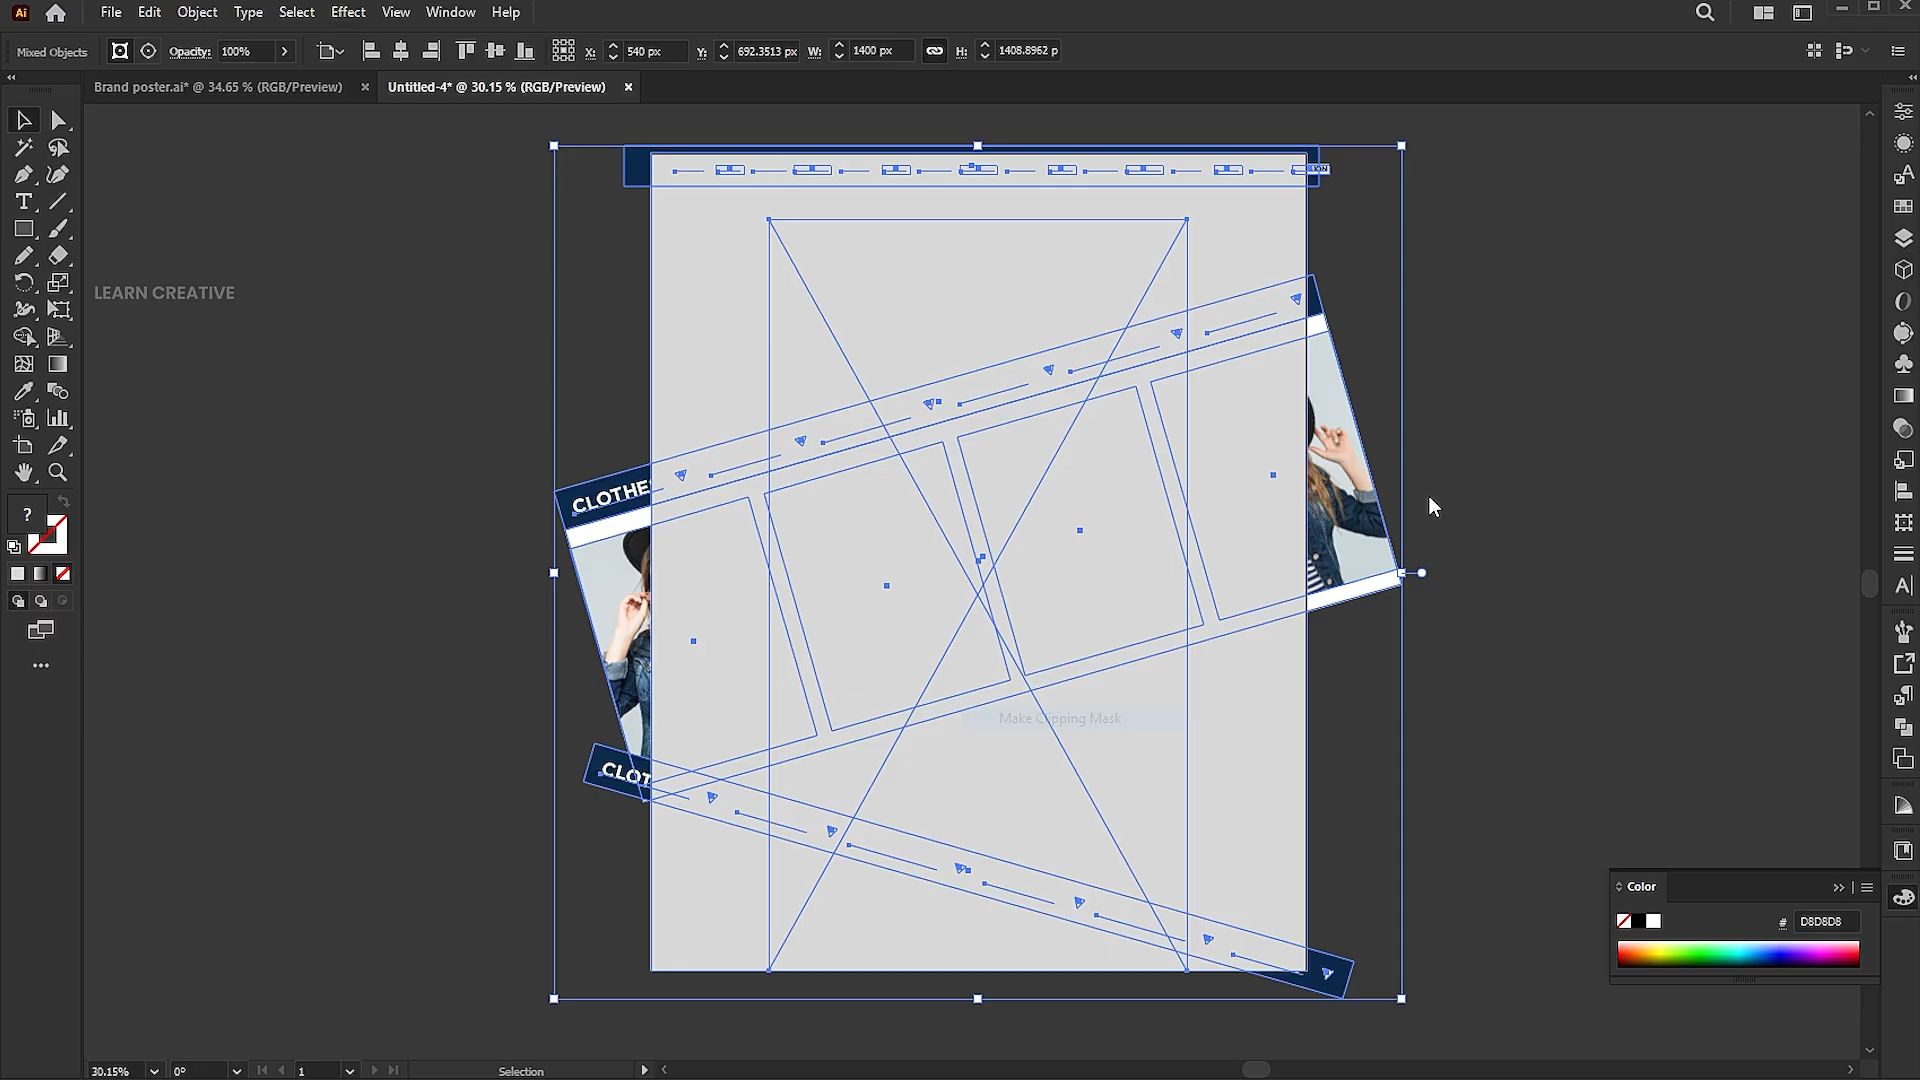 Ai File Edit Object Type Select Effect View Window Help
Mixed Objects Opacity: 100% X: 540 px Y: 692.3513 px W: 1400 px H: 1408.8962 p
Brand poster.ai* @ 34.65 % (RGB/Preview) × Untitled-4* @ 30.15 % (RGB/Preview) ×
LEARN CREATIVE
CLOTHE
Make Clipping Mask
CLOT
Color
# D8D8D8
30.15% 0° 1 Selection